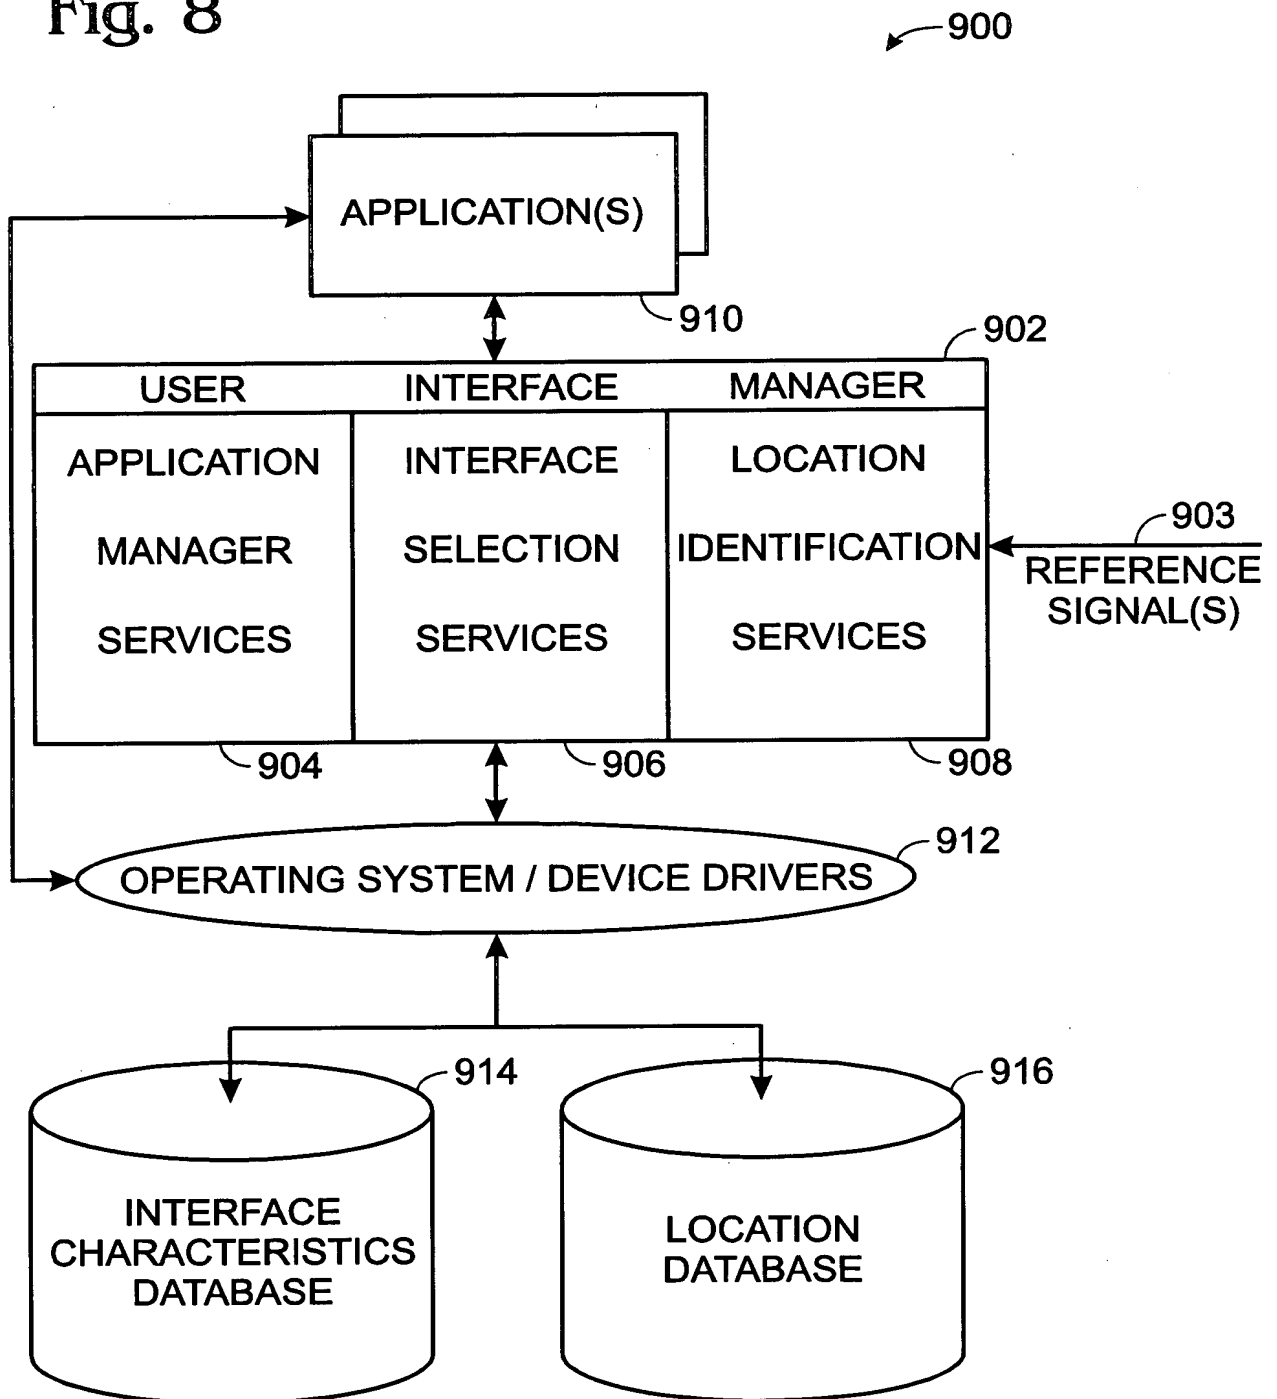 Fig. 8
900
APPLICATION(S)
910
902
USER INTERFACE MANAGER
APPLICATION
MANAGER
SERVICES
INTERFACE
SELECTION
SERVICES
LOCATION
IDENTIFICATION
SERVICES
903
REFERENCE
SIGNAL(S)
904
906
908
912
OPERATING SYSTEM / DEVICE DRIVERS
914
916
INTERFACE
CHARACTERISTICS
DATABASE
LOCATION
DATABASE